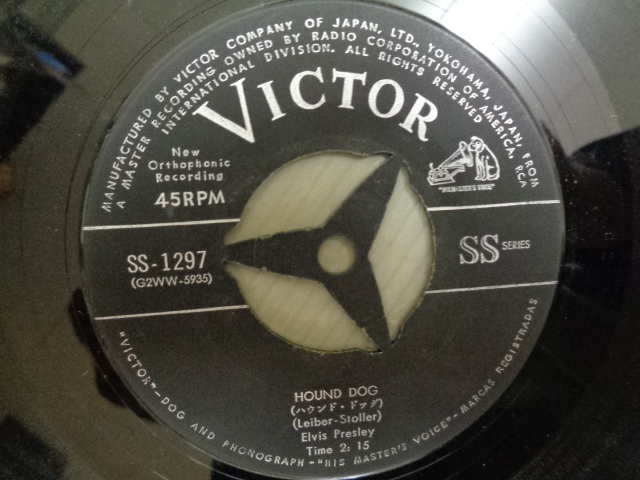 MANUFACTURED BY VICTOR COMPANY OF JAPAN, LTD., YOKOHAMA, JAPAN, FROM
A MASTER RECORDING OWNED BY RADIO CORPORATION OF AMERICA, RCA
INTERNATIONAL DIVISION. ALL RIGHTS RESERVED
VICTOR
New
Orthophonic
Recording
45RPM
"HIS MASTER'S VOICE"
SS-1297
(G2WW-5935)
SS SERIES
HOUND DOG
(ハウンド・ドッグ)
(Leiber-Stoller)
Elvis Presley
Time 2: 15
"VICTOR"-DOG AND PHONOGRAPH-"HIS MASTER'S VOICE"-MARCAS REGISTRADAS